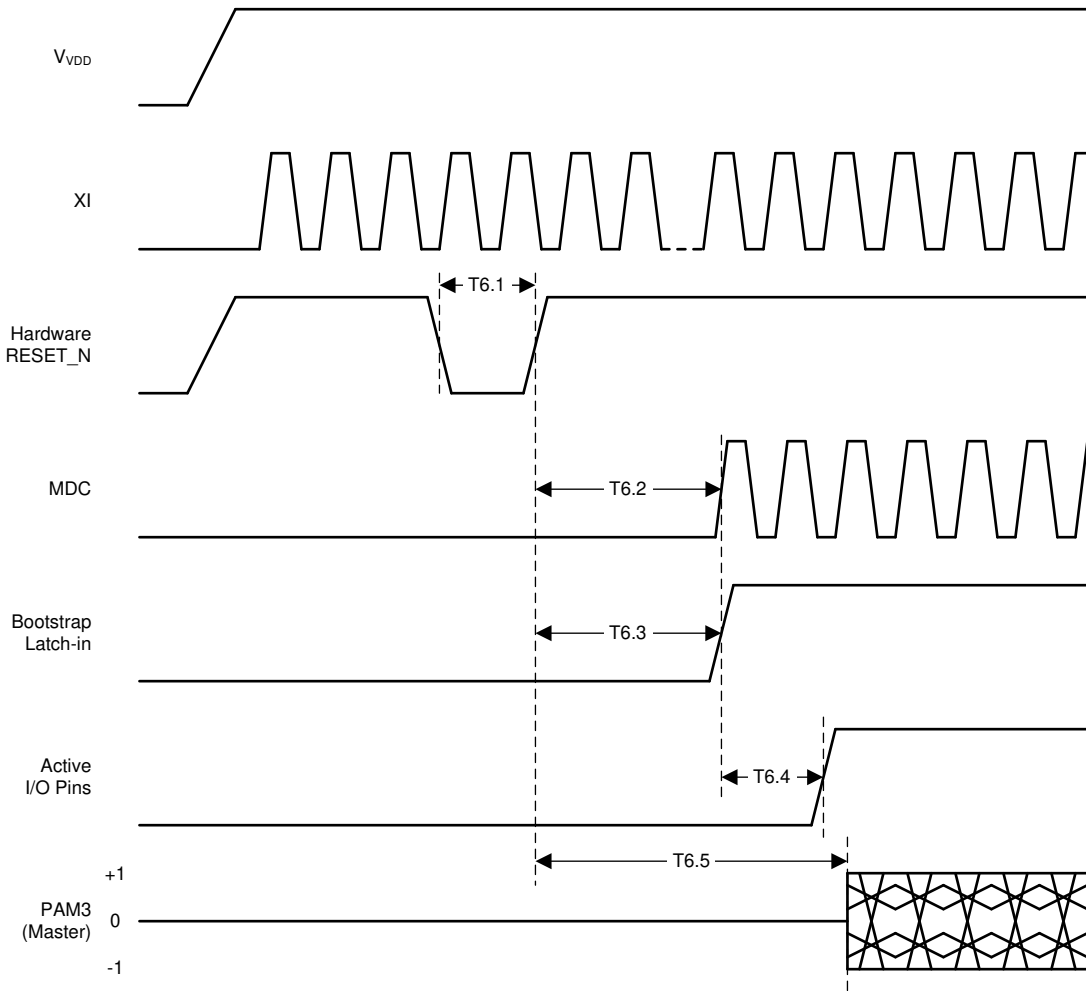 VVDD
XI
T6.1
Hardware
RESET_N
MDC
T6.2
Bootstrap
Latch-in
T6.3
Active
I/O Pins
T6.4
T6.5
+1
PAM3
(Master)
0
-1